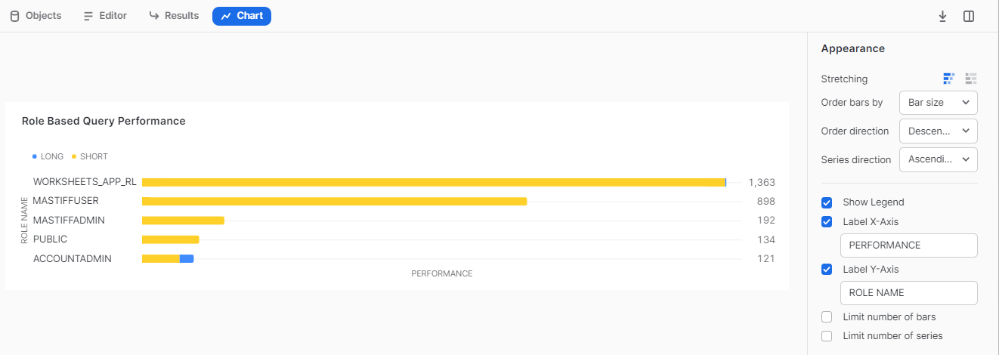 Objects
Editor
Results
Chart
Role Based Query Performance
LONG
SHORT
ROLE NAME
WORKSHEETS_APP_RL 1,363
MASTIFFUSER 898
MASTIFFADMIN 192
PUBLIC 134
ACCOUNTADMIN 121
PERFORMANCE
Appearance
Stretching
Order bars by Bar size
Order direction Descen...
Series direction Ascendi...
Show Legend
Label X-Axis
PERFORMANCE
Label Y-Axis
ROLE NAME
Limit number of bars
Limit number of series